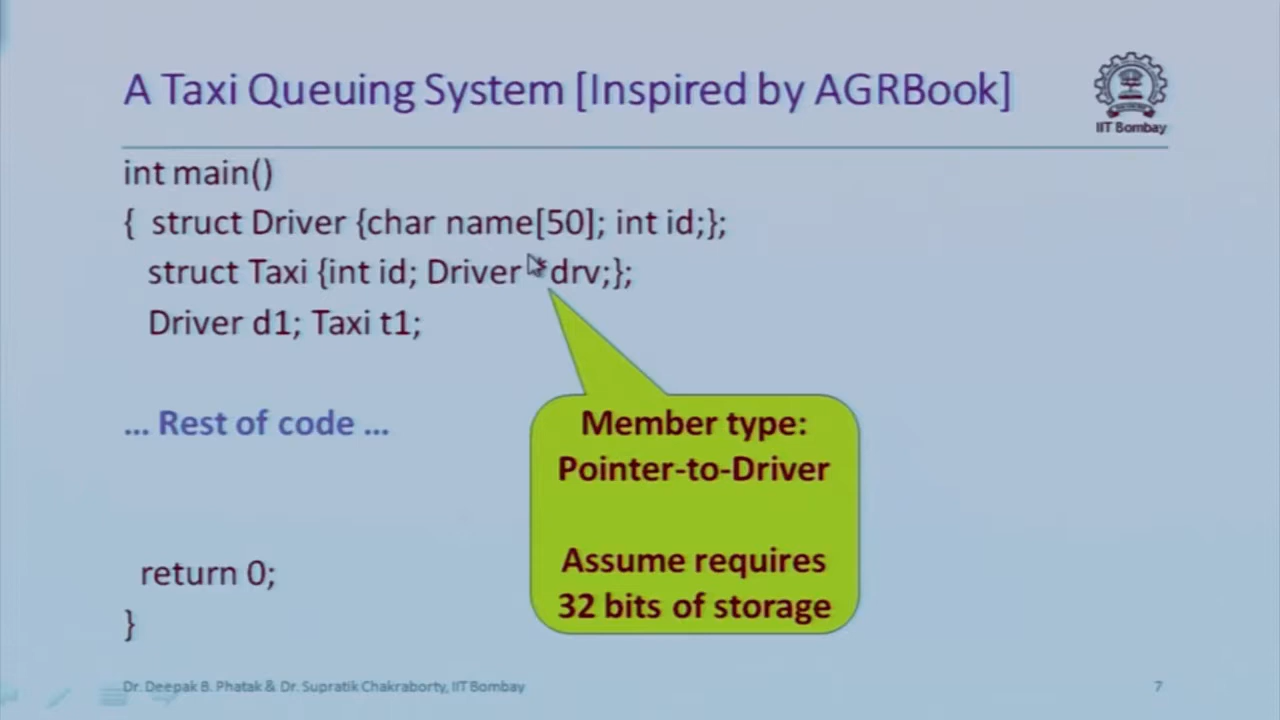 A Taxi Queuing System [Inspired by AGRBook]
IIT Bombay
int main()
{ struct Driver {char name[50]; int id;};
struct Taxi {int id; Driver *drv;};
Driver d1; Taxi t1;
... Rest of code ...
Member type:
Pointer-to-Driver
Assume requires
32 bits of storage
return 0;
}
Dr. Deepak B. Phatak & Dr. Supratik Chakraborty, IIT Bombay
7